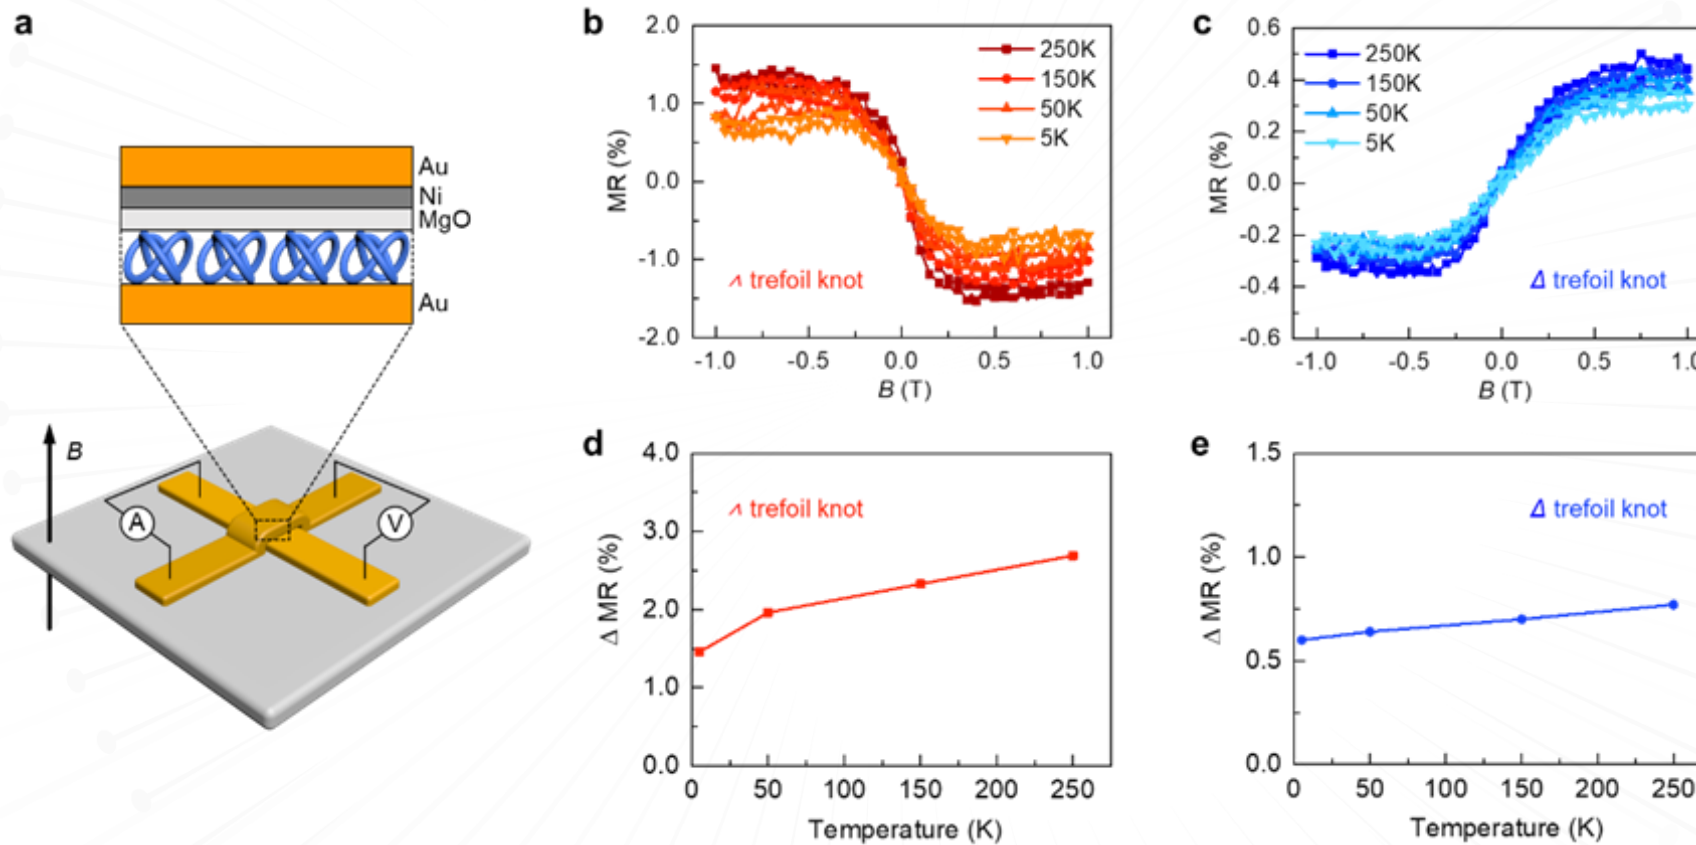 a
Au
Ni
MgO
Au
B
A
V
b
2.0
1.0
0.0
-1.0
-2.0
MR (%)
250K
150K
50K
5K
trefoil knot
-1.0 -0.5 0.0 0.5 1.0
B (T)
c
0.6
0.4
0.2
0.0
-0.2
-0.4
-0.6
MR (%)
250K
150K
50K
5K
Δ trefoil knot
-1.0 -0.5 0.0 0.5 1.0
B (T)
d
4.0
3.0
2.0
1.0
0.0
Δ MR (%)
trefoil knot
0 50 100 150 200 250
Temperature (K)
e
1.5
1.0
0.5
0.0
Δ MR (%)
Δ trefoil knot
0 50 100 150 200 250
Temperature (K)